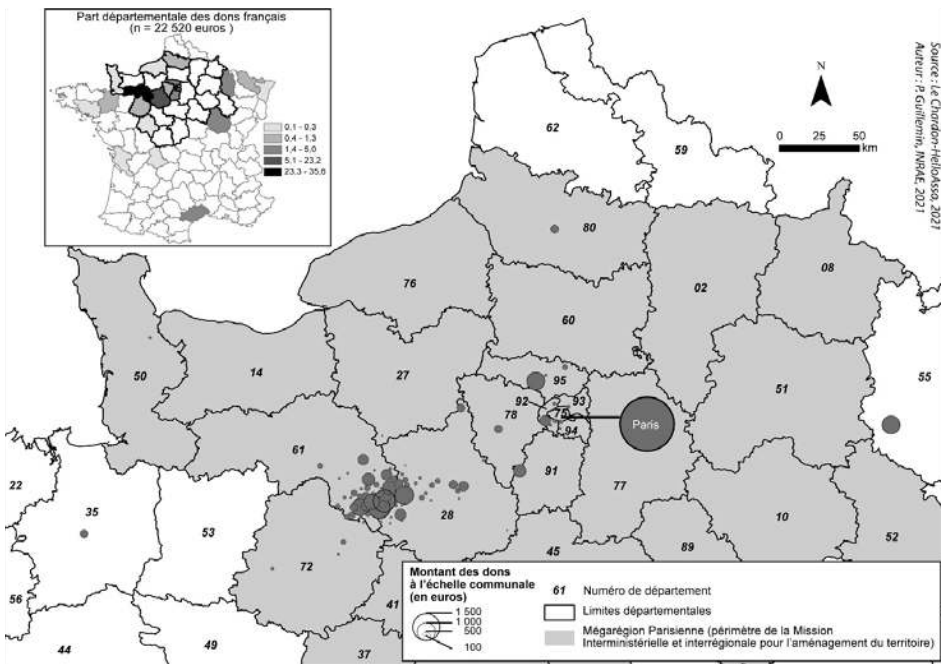 Part départementale des dons français
(n = 22 520 euros )
0,1 - 0,3
0,4 - 1,3
1,4 - 5,0
5,1 - 23,2
23,3 - 35,8
Source : Le Chardon-HelloAsso, 2021
Auteur : P. Guillemin, INRAE, 2021
N
0 25 50
km
62
59
80
76
02
08
60
50
14
27
95
51
55
92
93
78
75
Paris
94
61
91
77
22
35
53
28
10
52
72
45
89
56
41
44
49
37
Montant des dons
à l'échelle communale
(en euros)
1 500
1 000
500
100
61 Numéro de département
Limites départementales
Mégarégion Parisienne (périmètre de la Mission
Interministérielle et interrégionale pour l'aménagement du territoire)